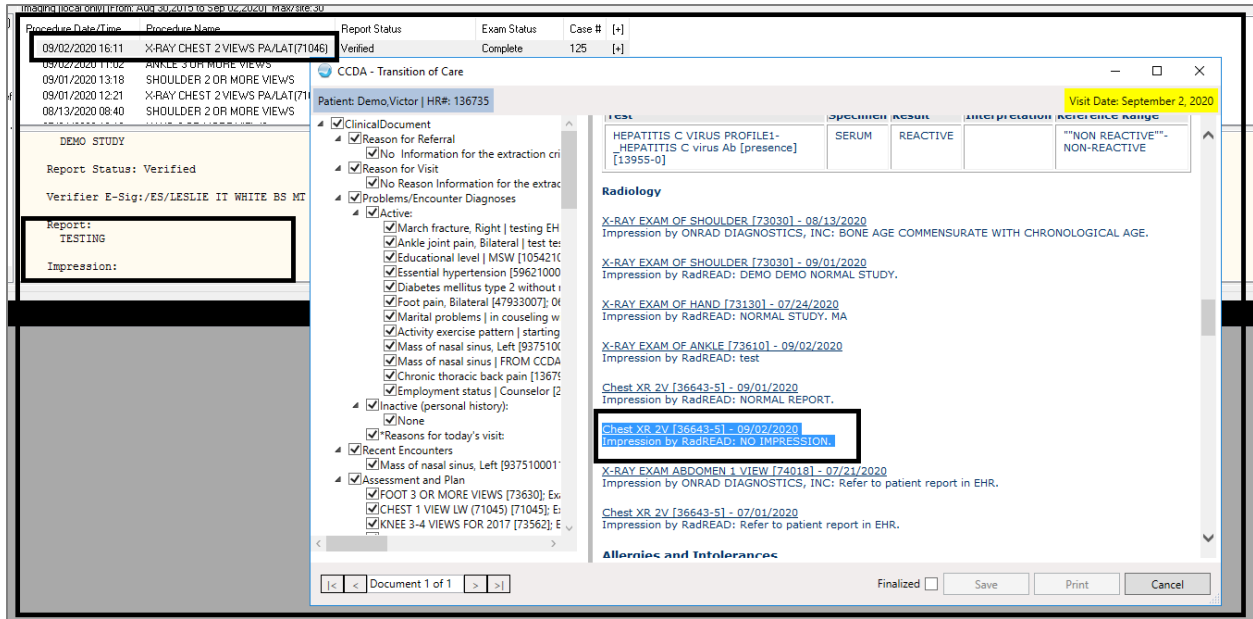 Imaging [local only] [From: Aug 30,2015 to Sep 02,2020] Max/site:30
Procedure Date/Time Procedure Name Report Status Exam Status Case # [+]
09/02/2020 16:11 X-RAY CHEST 2 VIEWS PA/LAT(71046) Verified Complete 125 [+]
09/02/2020 11:02 ANKLE 3 OR MORE VIEWS
09/01/2020 13:18 SHOULDER 2 OR MORE VIEWS
09/01/2020 12:21 X-RAY CHEST 2 VIEWS PA/LAT(71
08/13/2020 08:40 SHOULDER 2 OR MORE VIEWS
DEMO STUDY
Report Status: Verified
Verifier E-Sig:/ES/LESLIE IT WHITE BS MT
Report:
TESTING
Impression:
CCDA - Transition of Care
Patient: Demo,Victor | HR#: 136735
Visit Date: September 2, 2020
ClinicalDocument
Reason for Referral
No Information for the extraction cri
Reason for Visit
No Reason Information for the extrac
Problems/Encounter Diagnoses
Active:
March fracture, Right | testing EH
Ankle joint pain, Bilateral | test tes
Educational level | MSW [1054210
Essential hypertension [59621000
Diabetes mellitus type 2 without
Foot pain, Bilateral [47933007]; 06
Marital problems | in couseling w
Activity exercise pattern | starting
Mass of nasal sinus, Left [9375100
Mass of nasal sinus | FROM CCDA
Chronic thoracic back pain [13679
Employment status | Counselor [2
Inactive (personal history):
None
*Reasons for today's visit:
Recent Encounters
Mass of nasal sinus, Left [937510001
Assessment and Plan
FOOT 3 OR MORE VIEWS [73630]; Ex
CHEST 1 VIEW LW (71045) [71045]; E
KNEE 3-4 VIEWS FOR 2017 [73562]; E
Test Specimen Result Interpretation Reference Range
HEPATITIS C VIRUS PROFILE1- SERUM REACTIVE ""NON REACTIVE""-
_HEPATITIS C virus Ab [presence] NON-REACTIVE
[13955-0]
Radiology
X-RAY EXAM OF SHOULDER [73030] - 08/13/2020
Impression by ONRAD DIAGNOSTICS, INC: BONE AGE COMMENSURATE WITH CHRONOLOGICAL AGE.
X-RAY EXAM OF SHOULDER [73030] - 09/01/2020
Impression by RadREAD: DEMO DEMO NORMAL STUDY.
X-RAY EXAM OF HAND [73130] - 07/24/2020
Impression by RadREAD: NORMAL STUDY. MA
X-RAY EXAM OF ANKLE [73610] - 09/02/2020
Impression by RadREAD: test
Chest XR 2V [36643-5] - 09/01/2020
Impression by RadREAD: NORMAL REPORT.
Chest XR 2V [36643-5] - 09/02/2020
Impression by RadREAD: NO IMPRESSION.
X-RAY EXAM ABDOMEN 1 VIEW [74018] - 07/21/2020
Impression by ONRAD DIAGNOSTICS, INC: Refer to patient report in EHR.
Chest XR 2V [36643-5] - 07/01/2020
Impression by RadREAD: Refer to patient report in EHR.
Allergies and Intolerances
|< < Document 1 of 1 > >| Finalized Save Print Cancel